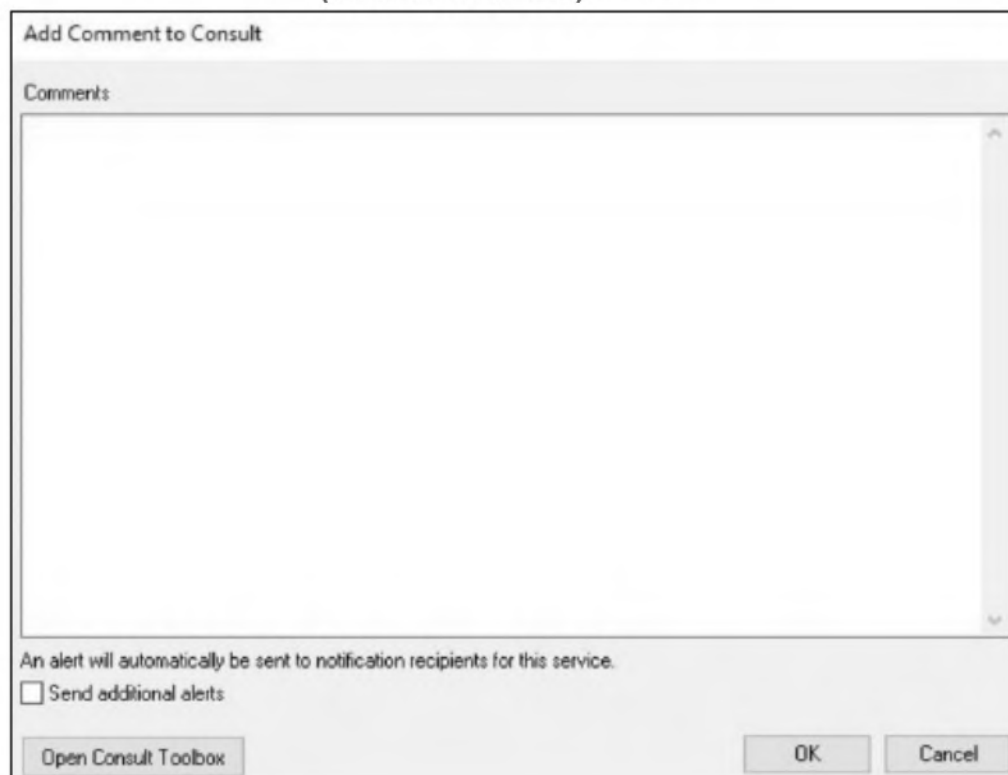 Add Comment to Consult
Comments
An alert will automatically be sent to notification recipients for this service.
Send additional alerts
Open Consult Toolbox
OK
Cancel